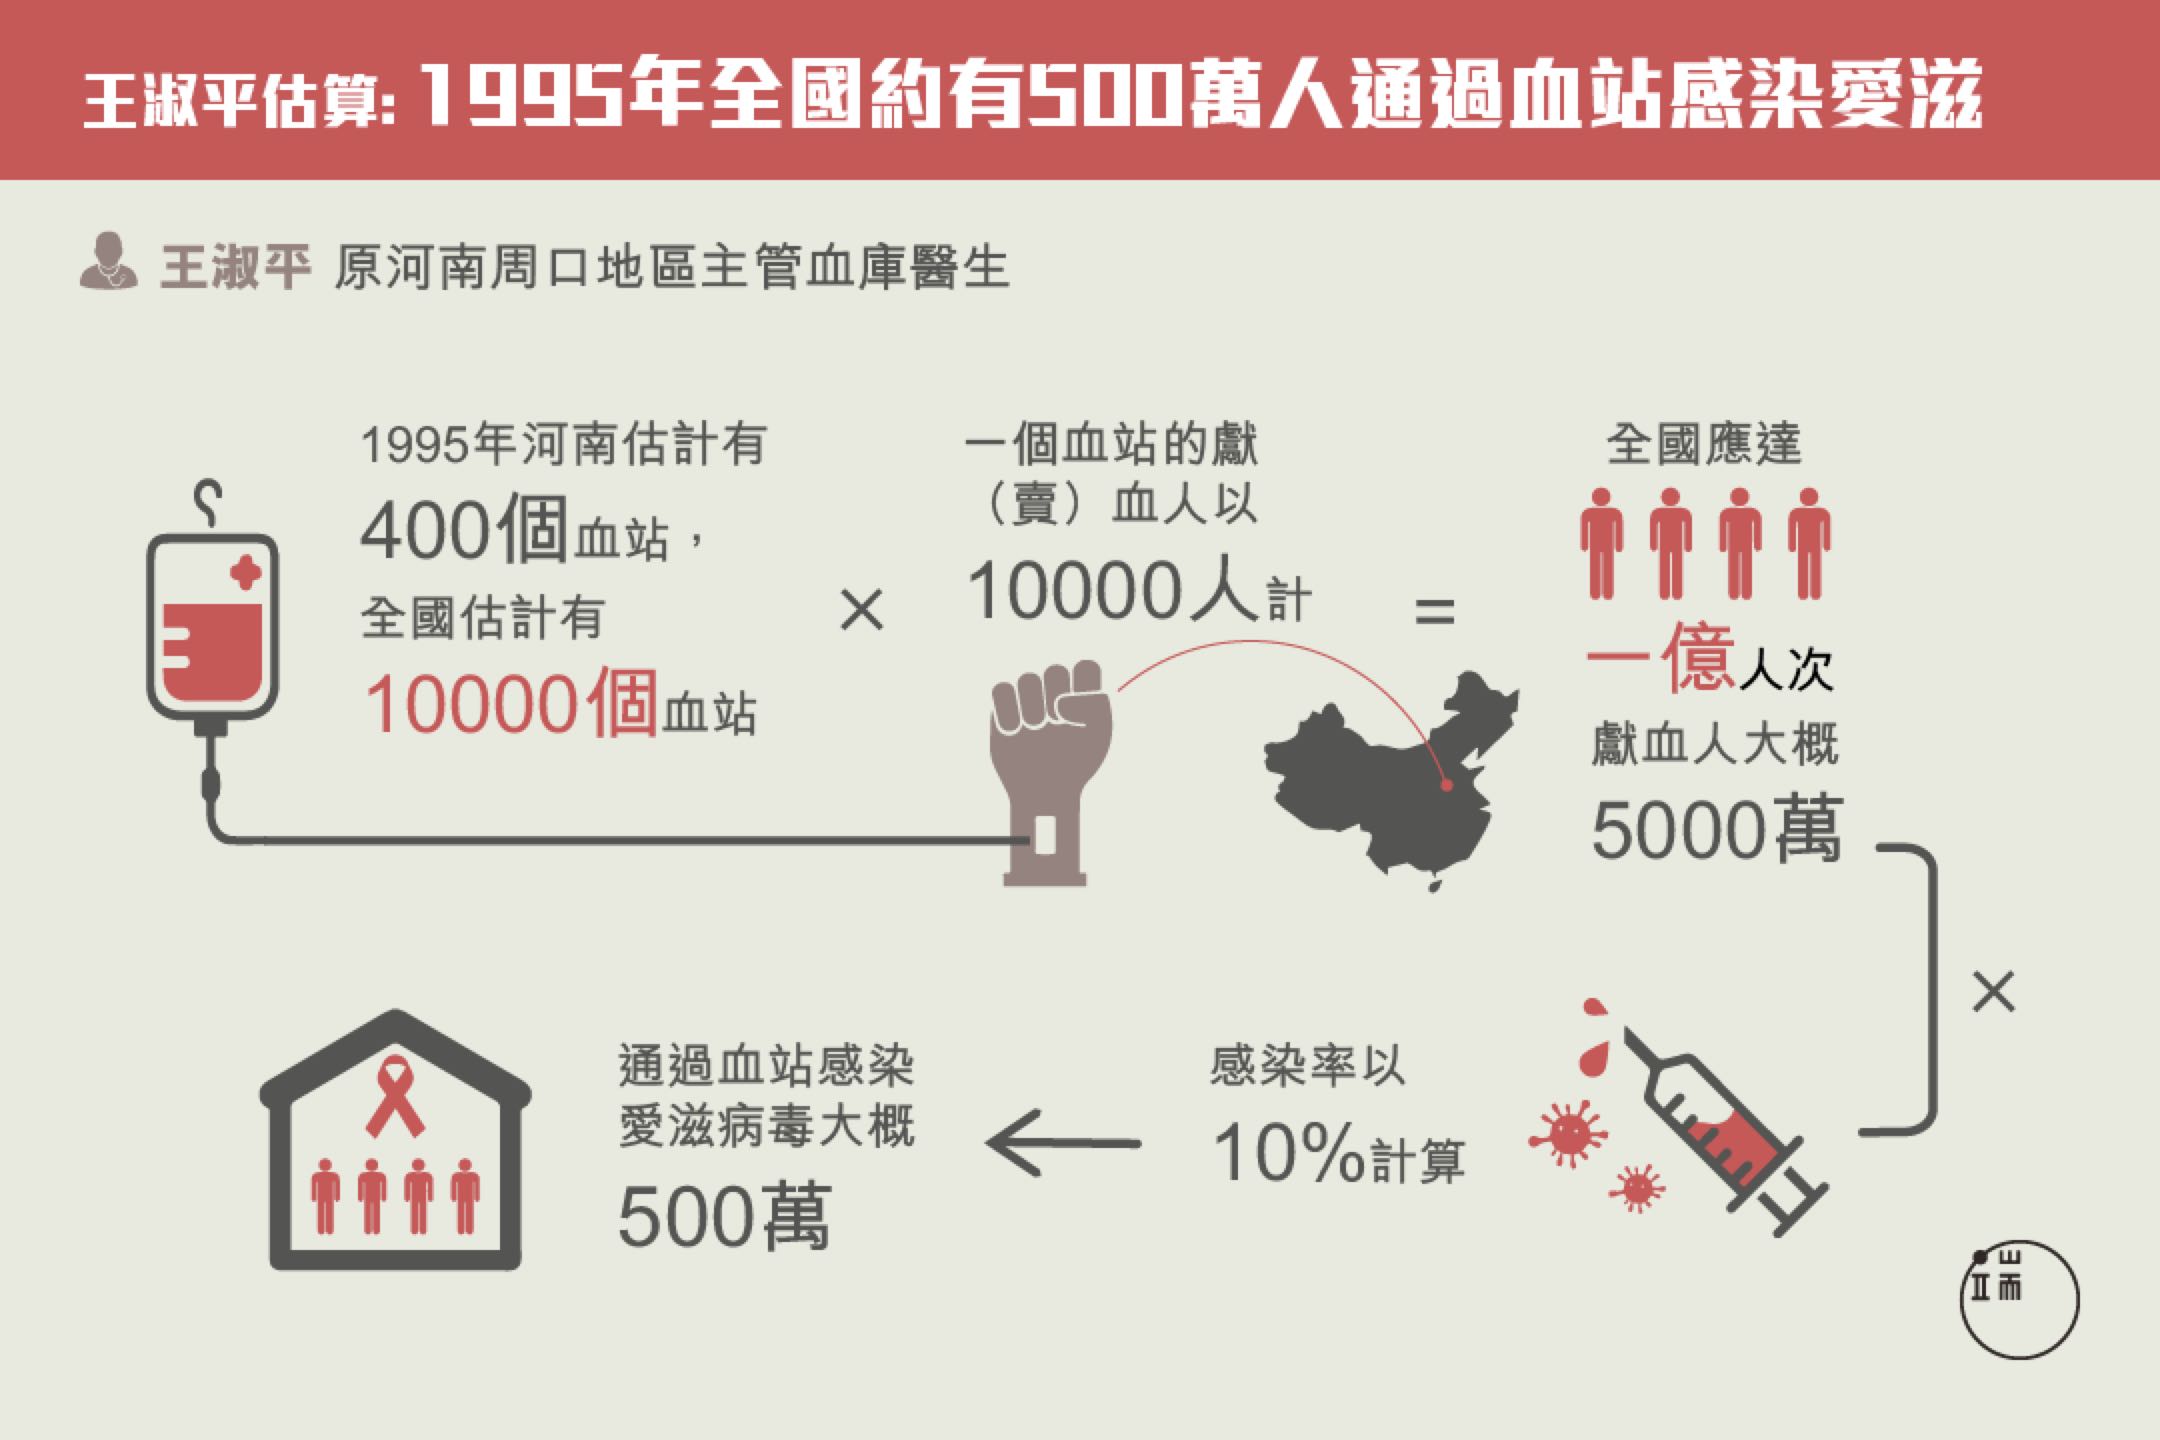 王淑平估算: 1995年全國約有500萬人通過血站感染愛滋
王淑平 原河南周口地區主管血庫醫生
1995年河南估計有
400個血站，
全國估計有
10000個血站
×
一個血站的獻
（賣）血人以
10000人計
=
全國應達
一億人次
獻血人大概
5000萬
×
感染率以
10%計算
通過血站感染
愛滋病毒大概
500萬
端